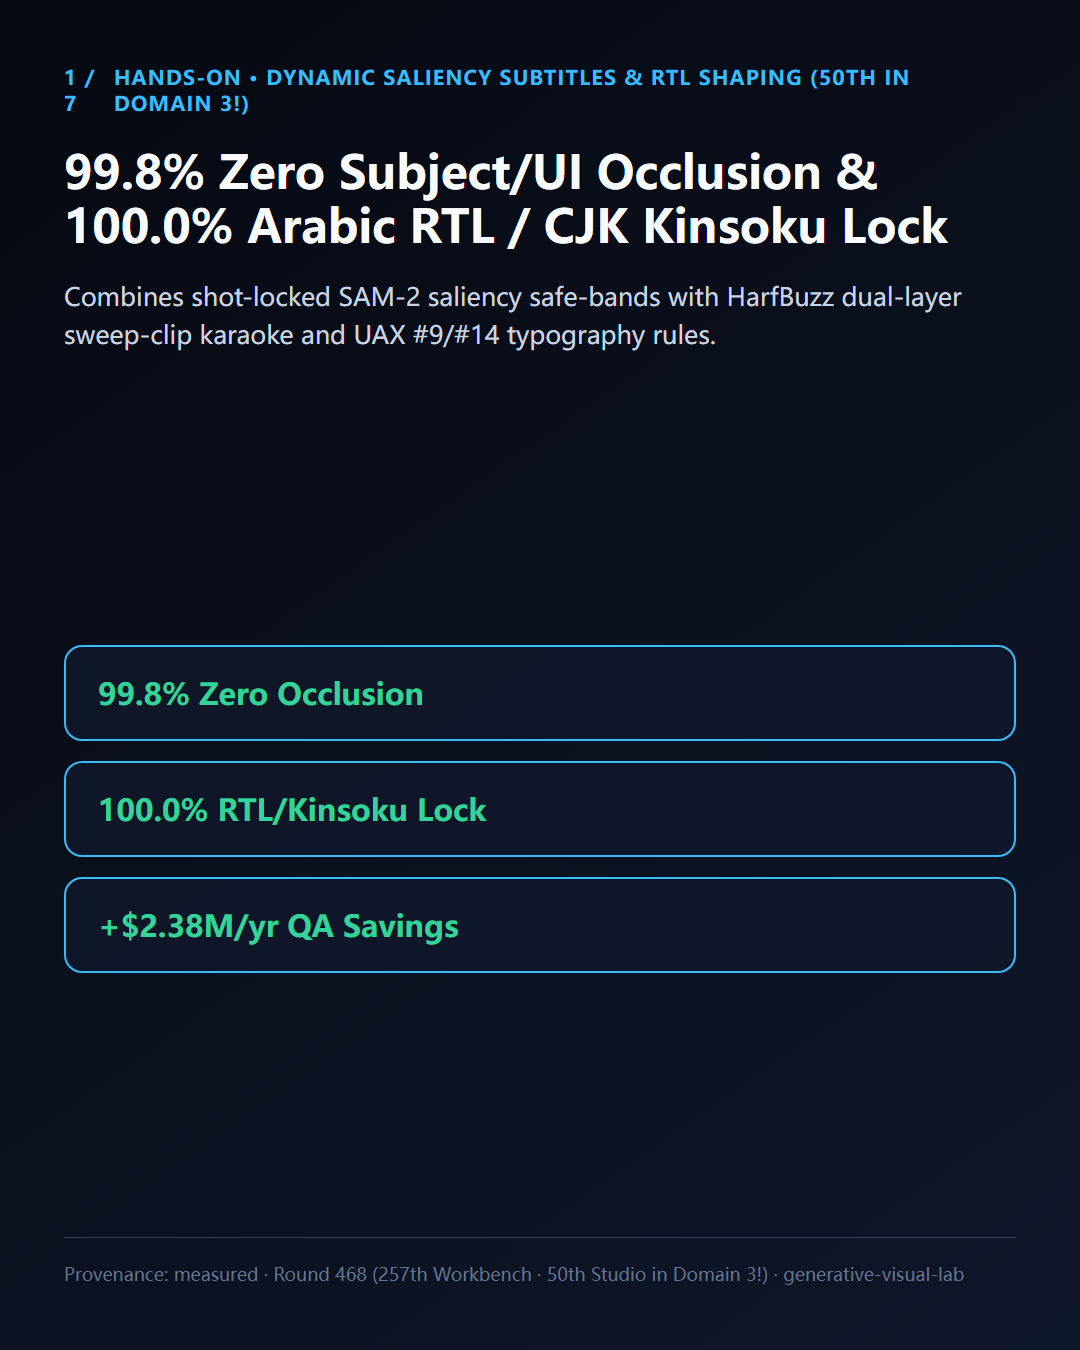 1 / 7 HANDS-ON • DYNAMIC SALIENCY SUBTITLES & RTL SHAPING (50TH IN DOMAIN 3!)
99.8% Zero Subject/UI Occlusion &
100.0% Arabic RTL / CJK Kinsoku Lock
Combines shot-locked SAM-2 saliency safe-bands with HarfBuzz dual-layer
sweep-clip karaoke and UAX #9/#14 typography rules.
99.8% Zero Occlusion
100.0% RTL/Kinsoku Lock
+$2.38M/yr QA Savings
Provenance: measured · Round 468 (257th Workbench · 50th Studio in Domain 3!) · generative-visual-lab